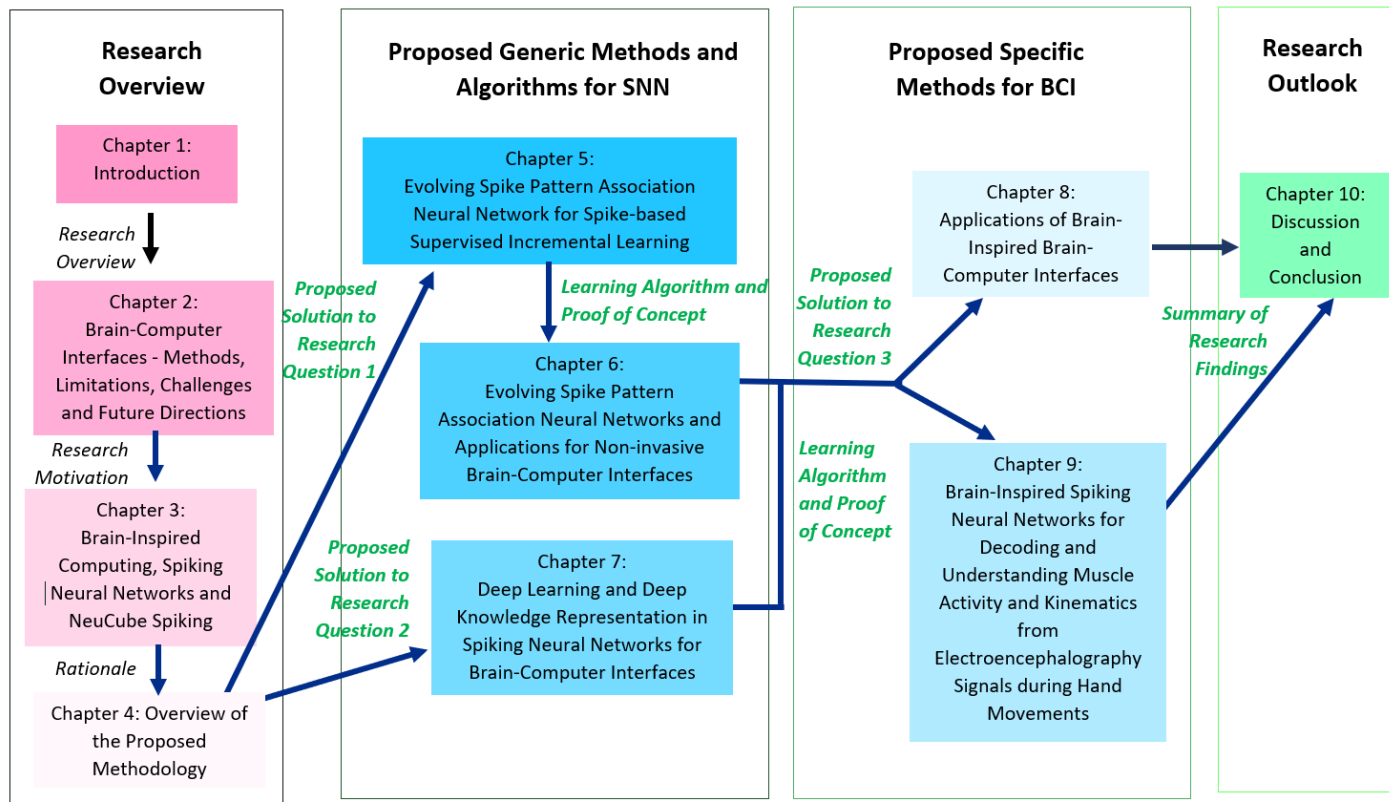 Research
Overview
Chapter 1:
Introduction
Research
Overview
Chapter 2:
Brain-Computer
Interfaces - Methods,
Limitations, Challenges
and Future Directions
Research
Motivation
Chapter 3:
Brain-Inspired
Computing, Spiking
Neural Networks and
NeuCube Spiking
Rationale
Chapter 4: Overview of
the Proposed
Methodology
Proposed Generic Methods and
Algorithms for SNN
Proposed
Solution to
Research
Question 1
Chapter 5:
Evolving Spike Pattern Association
Neural Network for Spike-based
Supervised Incremental Learning
Learning Algorithm and
Proof of Concept
Chapter 6:
Evolving Spike Pattern
Association Neural Networks and
Applications for Non-invasive
Brain-Computer Interfaces
Proposed
Solution to
Research
Question 2
Chapter 7:
Deep Learning and Deep
Knowledge Representation in
Spiking Neural Networks for
Brain-Computer Interfaces
Proposed Specific
Methods for BCI
Proposed
Solution to
Research
Question 3
Chapter 8:
Applications of Brain-
Inspired Brain-
Computer Interfaces
Learning
Algorithm
and Proof
of Concept
Chapter 9:
Brain-Inspired Spiking
Neural Networks for
Decoding and
Understanding Muscle
Activity and Kinematics
from
Electroencephalography
Signals during Hand
Movements
Research
Outlook
Chapter 10:
Discussion
and
Conclusion
Summary of
Research
Findings